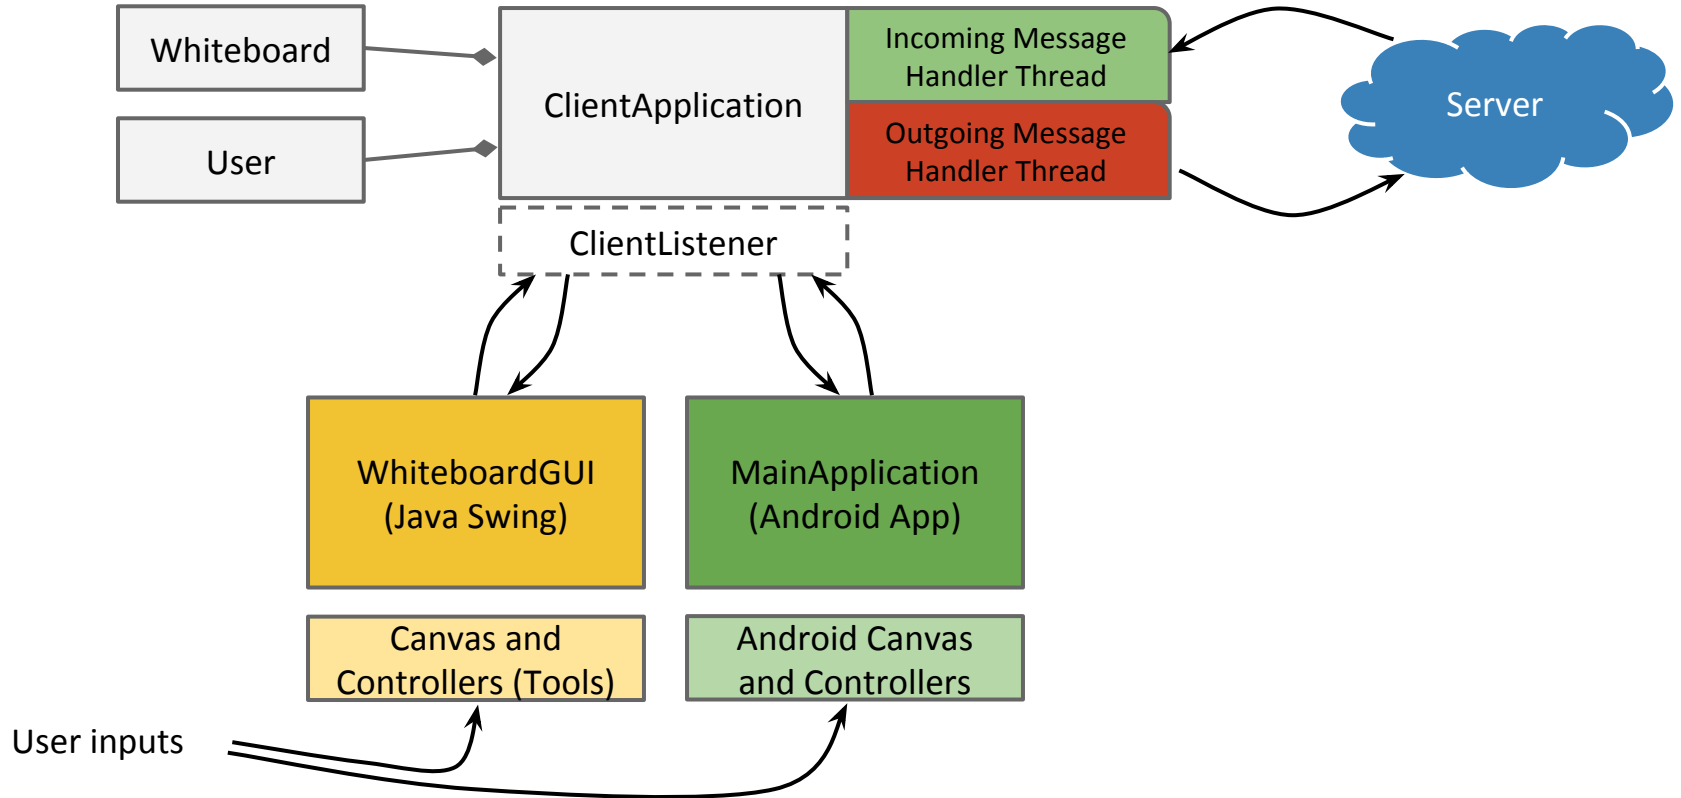 Whiteboard
User
ClientApplication
Incoming Message
Handler Thread
Outgoing Message
Handler Thread
Server
ClientListener
WhiteboardGUI
(Java Swing)
MainApplication
(Android App)
Canvas and
Controllers (Tools)
Android Canvas
and Controllers
User inputs